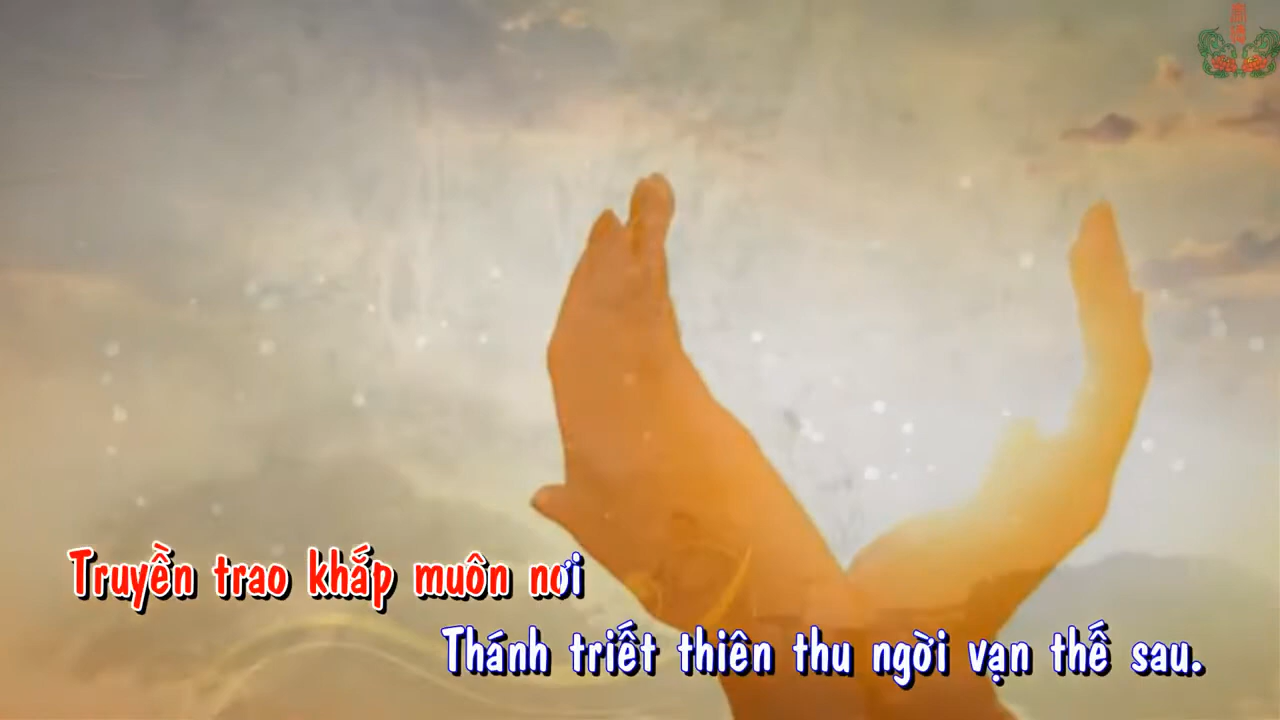 Truyền trao khắp muôn nơi
Thánh triết thiên thu ngời vạn thế sau.